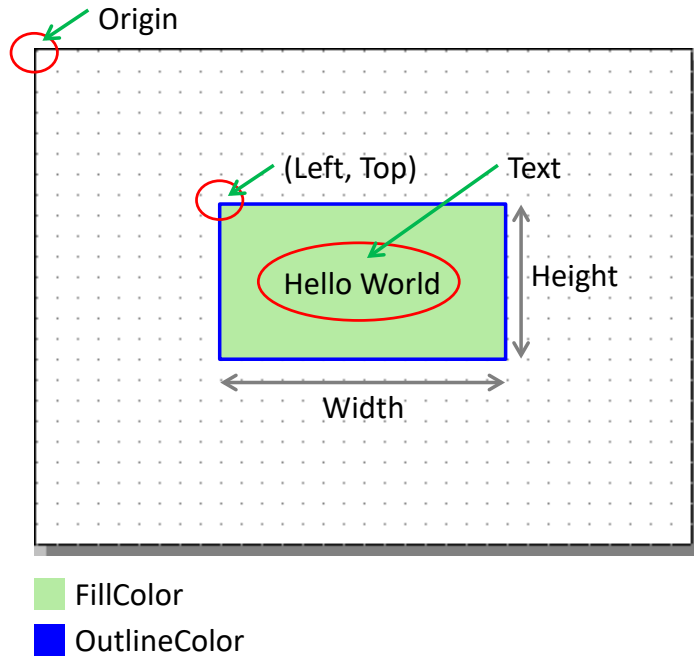 Origin
(Left, Top)
Text
Hello World
Height
Width
FillColor
OutlineColor